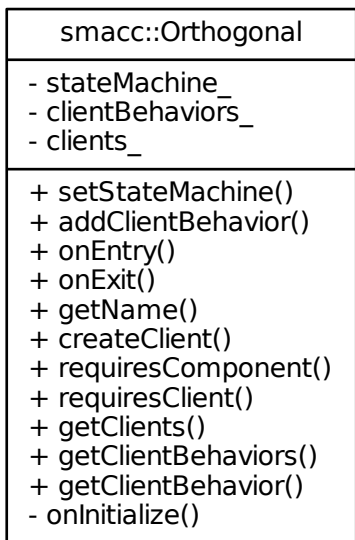 smacc::Orthogonal
- stateMachine_
- clientBehaviors_
- clients_
+ setStateMachine()
+ addClientBehavior()
+ onEntry()
+ onExit()
+ getName()
+ createClient()
+ requiresComponent()
+ requiresClient()
+ getClients()
+ getClientBehaviors()
+ getClientBehavior()
- onInitialize()